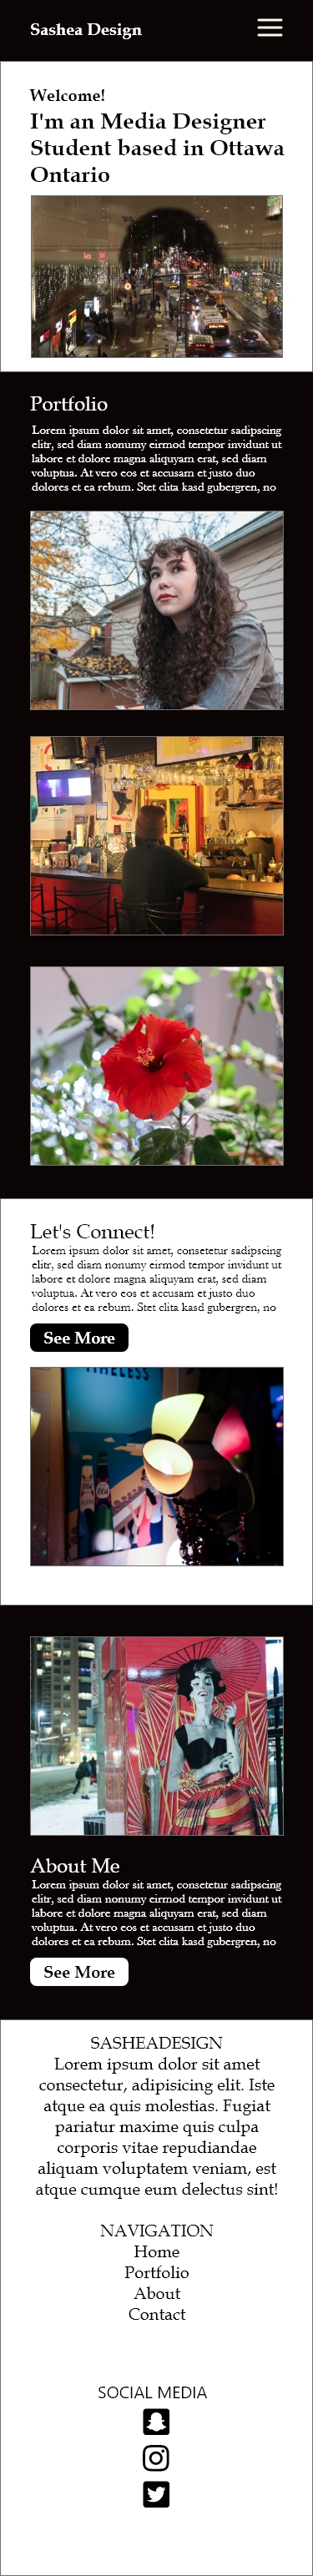 Sashea Design
Welcome!
I'm an Media Designer
Student based in Ottawa
Ontario
Portfolio
Lorem ipsum dolor sit amet, consetetur sadipscing
elitr, sed diam nonumy eirmod tempor invidunt ut
labore et dolore magna aliquyam erat, sed diam
voluptua. At vero eos et accusam et justo duo
dolores et ea rebum. Stet clita kasd gubergren, no
Let's Connect!
Lorem ipsum dolor sit amet, consetetur sadipscing
elitr, sed diam nonumy eirmod tempor invidunt ut
labore et dolore magna aliquyam erat, sed diam
voluptua. At vero eos et accusam et justo duo
dolores et ea rebum. Stet clita kasd gubergren, no
See More
TIMELESS
About Me
Lorem ipsum dolor sit amet, consetetur sadipscing
elitr, sed diam nonumy eirmod tempor invidunt ut
labore et dolore magna aliquyam erat, sed diam
voluptua. At vero eos et accusam et justo duo
dolores et ea rebum. Stet clita kasd gubergren, no
See More
SASHEADESIGN
Lorem ipsum dolor sit amet
consectetur, adipisicing elit. Iste
atque ea quis molestias. Fugiat
pariatur maxime quis culpa
corporis vitae repudiandae
aliquam voluptatem veniam, est
atque cumque eum delectus sint!
NAVIGATION
Home
Portfolio
About
Contact
SOCIAL MEDIA